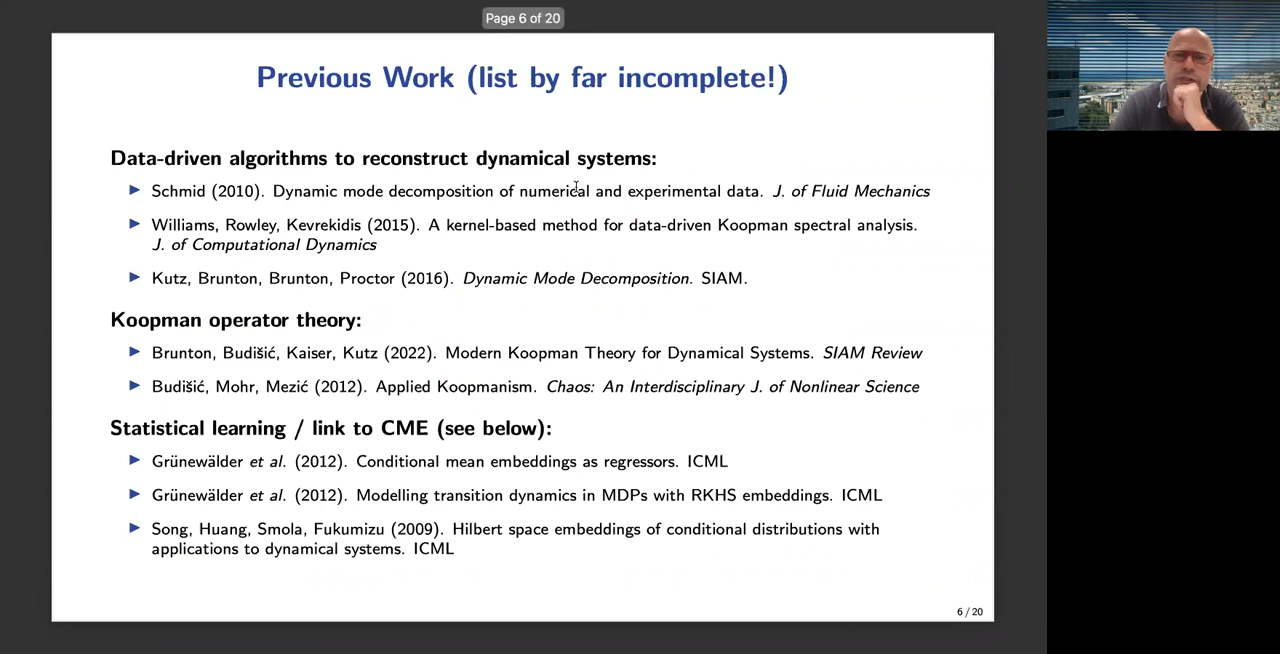 Page 6 of 20
Previous Work (list by far incomplete!)
Data-driven algorithms to reconstruct dynamical systems:
▶ Schmid (2010). Dynamic mode decomposition of numerical and experimental data. J. of Fluid Mechanics
▶ Williams, Rowley, Kevrekidis (2015). A kernel-based method for data-driven Koopman spectral analysis.
J. of Computational Dynamics
▶ Kutz, Brunton, Brunton, Proctor (2016). Dynamic Mode Decomposition. SIAM.
Koopman operator theory:
▶ Brunton, Budišić, Kaiser, Kutz (2022). Modern Koopman Theory for Dynamical Systems. SIAM Review
▶ Budišić, Mohr, Mezić (2012). Applied Koopmanism. Chaos: An Interdisciplinary J. of Nonlinear Science
Statistical learning / link to CME (see below):
▶ Grünewälder et al. (2012). Conditional mean embeddings as regressors. ICML
▶ Grünewälder et al. (2012). Modelling transition dynamics in MDPs with RKHS embeddings. ICML
▶ Song, Huang, Smola, Fukumizu (2009). Hilbert space embeddings of conditional distributions with
applications to dynamical systems. ICML
6 / 20